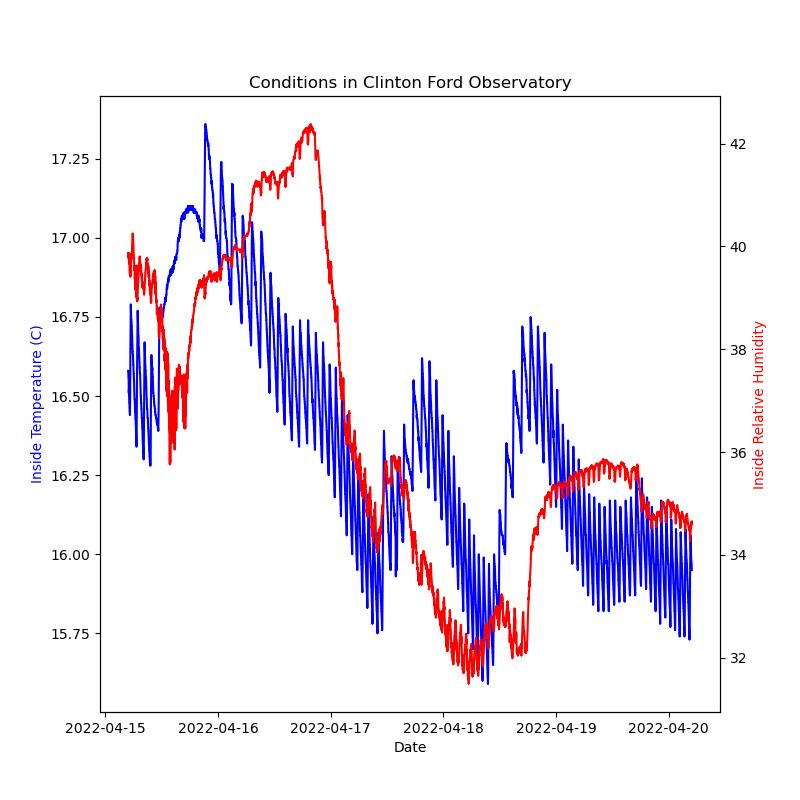 Conditions in Clinton Ford Observatory
Inside Temperature (C)
17.25
17.00
16.75
16.50
16.25
16.00
15.75
42
40
38
36
34
32
Inside Relative Humidity
2022-04-15 2022-04-16 2022-04-17 2022-04-18 2022-04-19 2022-04-20
Date